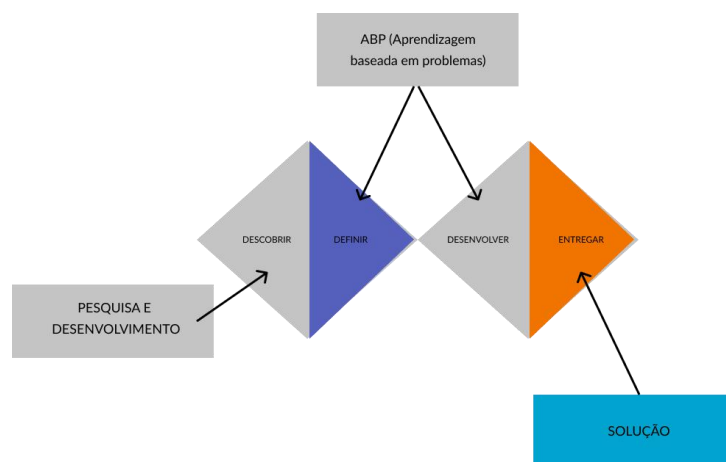 ABP (Aprendizagem
baseada em problemas)
DESCOBRIR
DEFINIR
DESENVOLVER
ENTREGAR
PESQUISA E
DESENVOLVIMENTO
SOLUÇÃO